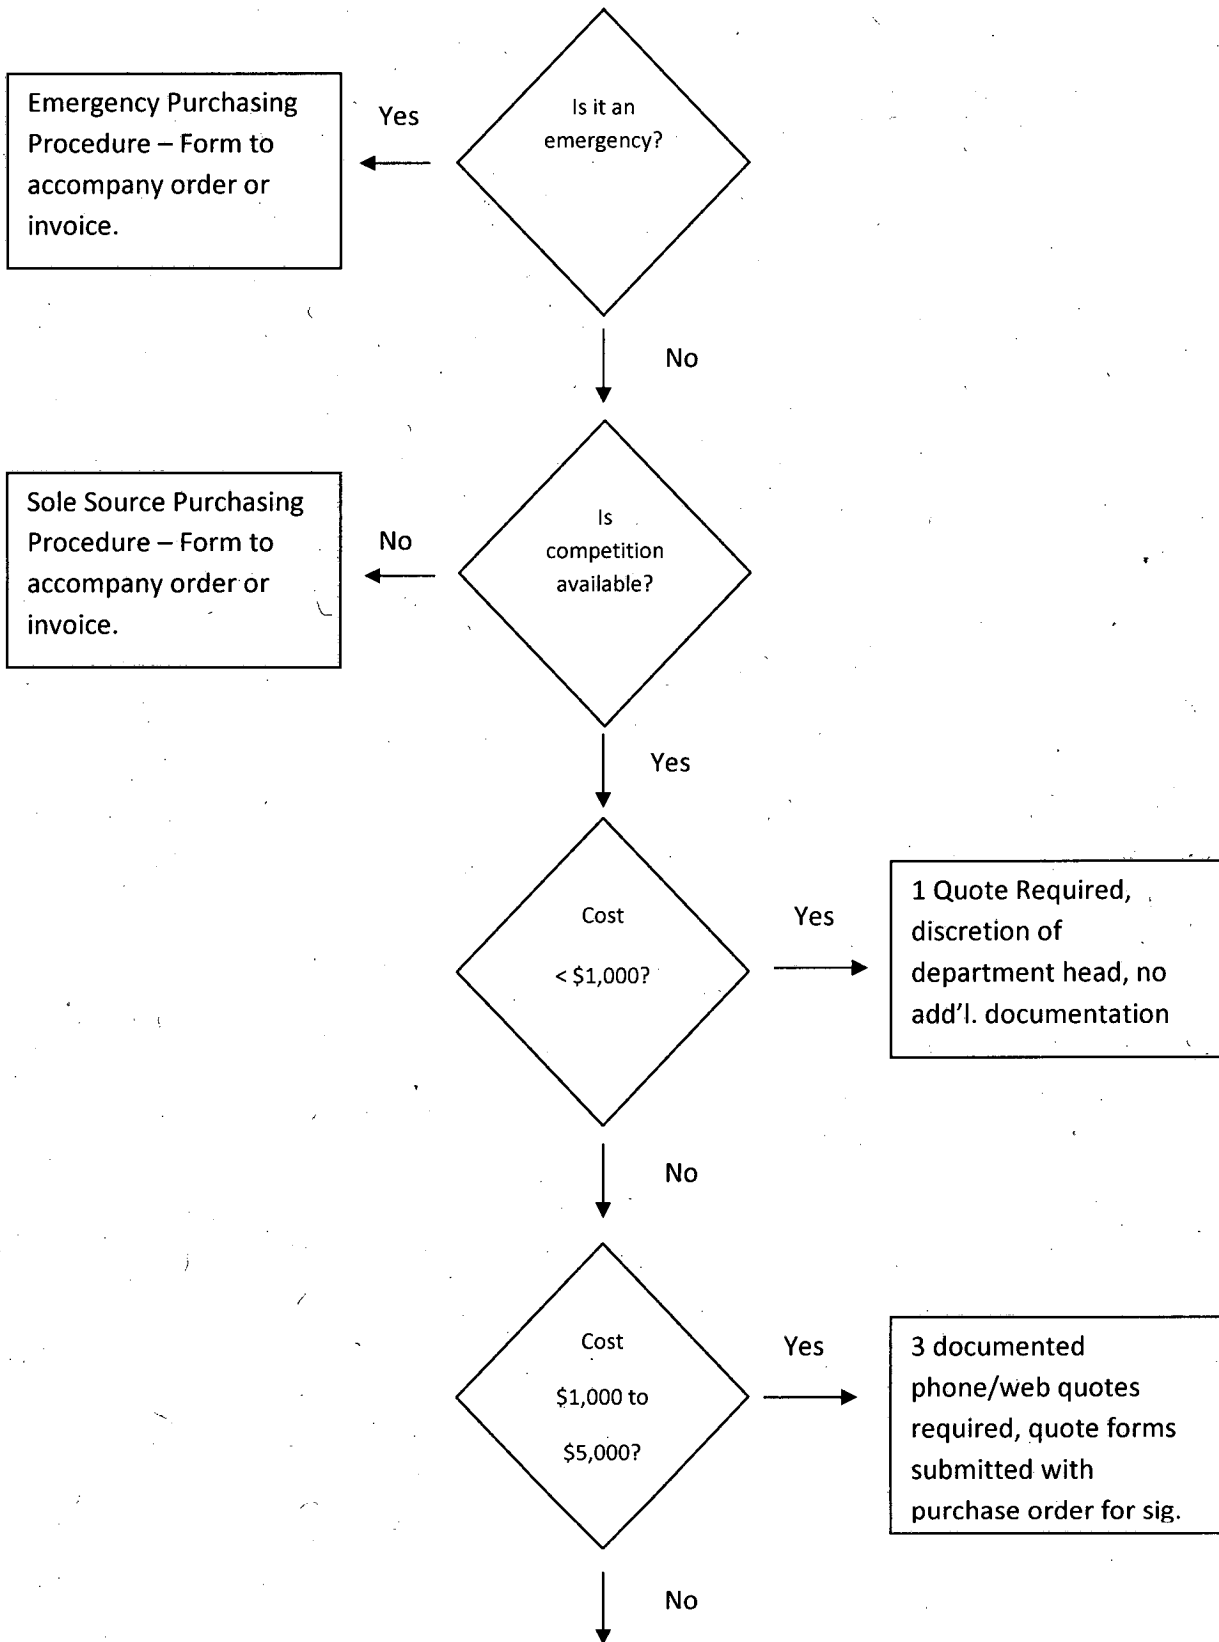 Is it an
emergency?
Yes
Emergency Purchasing
Procedure – Form to
accompany order or
invoice.
No
Is
competition
available?
No
Sole Source Purchasing
Procedure – Form to
accompany order or
invoice.
Yes
Cost
< $1,000?
Yes
1 Quote Required,
discretion of
department head, no
add'l. documentation
No
Cost
$1,000 to
$5,000?
Yes
3 documented
phone/web quotes
required, quote forms
submitted with
purchase order for sig.
No